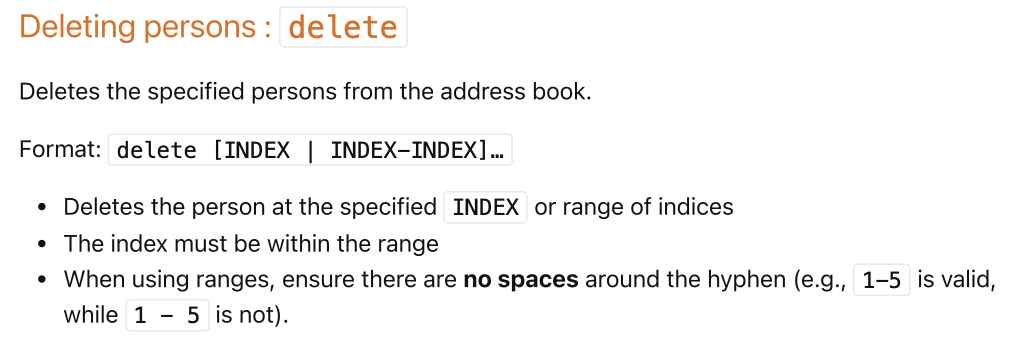 Deleting persons : delete
Deletes the specified persons from the address book.
Format: delete [INDEX | INDEX-INDEX]…
• Deletes the person at the specified INDEX or range of indices
• The index must be within the range
• When using ranges, ensure there are no spaces around the hyphen (e.g., 1-5 is valid,
while 1 - 5 is not).